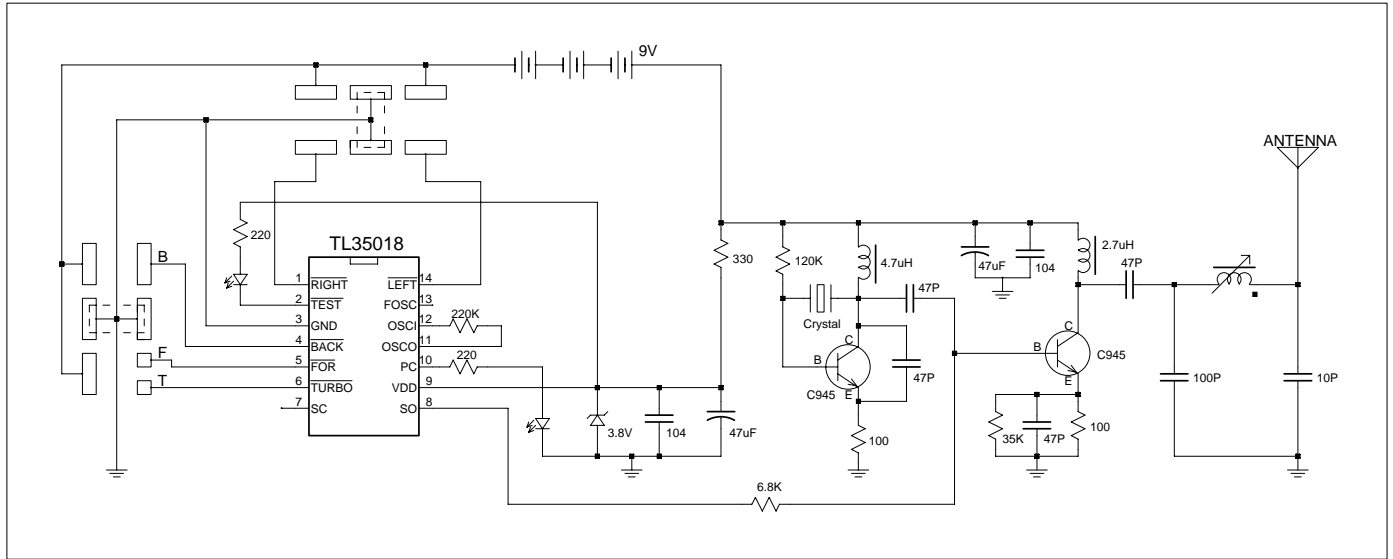 9V
ANTENNA
220
TL35018
B
F
T
1 RIGHT
2 TEST
3 GND
4 BACK
5 FOR
6 TURBO
7 SC
LEFT 14
FOSC 13
OSCI 12
OSCO 11
PC 10
VDD 9
SO 8
220K
220
3.8V
104
47uF
330
120K
4.7uH
Crystal
47P
B
C
E
C945
47P
100
6.8K
47uF
104
2.7uH
47P
B
C
E
C945
35K
47P
100
100P
10P